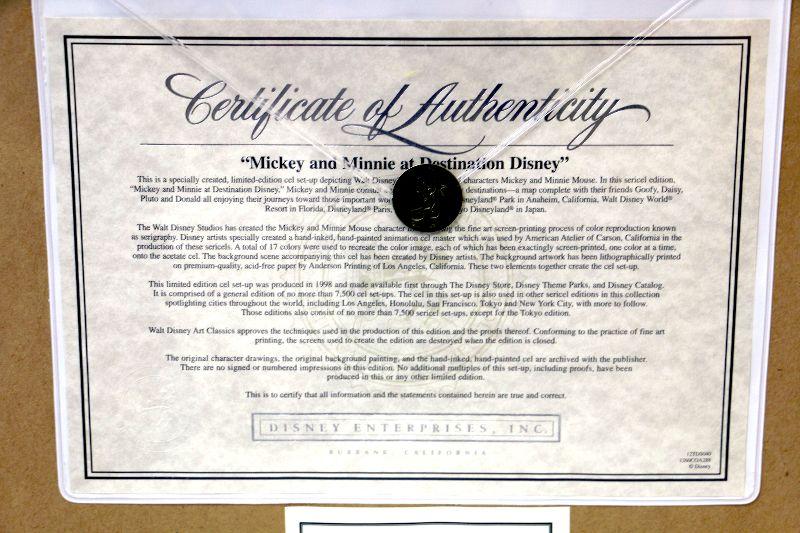 Certificate of Authenticity
"Mickey and Minnie at Destination Disney"
This is a specially created, limited-edition cel set-up depicting Walt Disney characters Mickey and Minnie Mouse. In this sericel edition,
"Mickey and Minnie at Destination Disney," Mickey and Minnie destinations—a map complete with their friends Goofy, Daisy,
Pluto and Donald all enjoying their journeys toward those important Park in Anaheim, California, Walt Disney World®
Resort in Florida, Disneyland® Paris, Disneyland® in Japan.
The Walt Disney Studios has created the Mickey and Minnie Mouse character the fine art screen-printing process of color reproduction known
as serigraphy. Disney artists specially created a hand-inked, hand-painted animation cel master which was used by American Atelier of Carson, California in the
production of these sericels. A total of 17 colors were used to recreate the color image, each of which has been exactingly screen-printed, one color at a time,
onto the acetate cel. The background scene accompanying this cel has been created by Disney artists. The background artwork has been lithographically printed
on premium-quality, acid-free paper by Anderson Printing of Los Angeles, California. These two elements together create the cel set-up.
This limited edition cel set-up was produced in 1998 and made available first through The Disney Store, Disney Theme Parks, and Disney Catalog.
It is comprised of a general edition of no more than 7,500 cel set-ups. The cel in this set-up is also used in other sericel editions in this collection
spotlighting cities throughout the world, including Los Angeles, Honolulu, San Francisco, Tokyo and New York City, with more to follow.
Those editions also consist of no more than 7,500 sericel set-ups, except for the Tokyo edition.
Walt Disney Art Classics approves the techniques used in the production of this edition and the proofs thereof. Conforming to the practice of fine art
printing, the screens used to create the edition are destroyed when the edition is closed.
The original character drawings, the original background painting, and the hand-inked, hand-painted cel are archived with the publisher.
There are no signed or numbered impressions in this edition. No additional multiples of this set-up, including proofs, have been
produced in this or any other limited edition.
This is to certify that all information and the statements contained herein are true and correct.
DISNEY ENTERPRISES, INC.
BURBANK, CALIFORNIA
© Disney